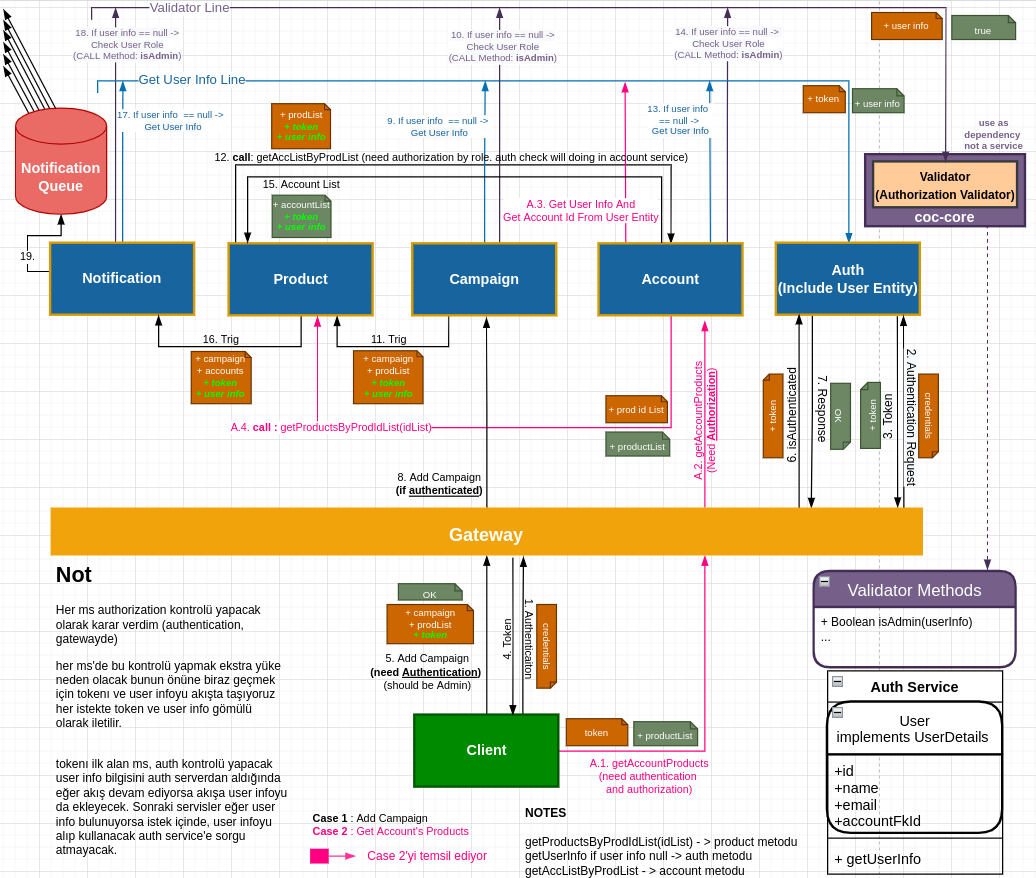 Validator Line
18. If user info == null ->
Check User Role
(CALL Method: isAdmin)
10. If user info == null ->
Check User Role
(CALL Method: isAdmin)
14. If user info == null ->
Check User Role
(CALL Method: isAdmin)
+ user info
true
Get User Info Line
17. If user info == null ->
Get User Info
+ prodList
+ token
+ user info
9. If user info == null ->
Get User Info
13. If user info
== null ->
Get User Info
+ token
+ user info
use as
dependency
not a service
Notification
Queue
12. call: getAccListByProdList (need authorization by role. auth check will doing in account service)
15. Account List
+ accountList
+ token
+ user info
A.3. Get User Info And
Get Account Id From User Entity
Validator
(Authorization Validator)
coc-core
19.
Notification
Product
Campaign
Account
Auth
(Include User Entity)
16. Trig
+ campaign
+ accounts
+ token
+ user info
11. Trig
+ campaign
+ prodList
+ token
+ user info
A.4. call : getProductsByProdIdList(idList)
+ prod id List
+ productList
A.2. getAccountProducts
(Need Authorization)
+ token
6. isAuthenticated
7. Response
OK
+ token
3. Token
2. Authentication Request
credentials
8. Add Campaign
(if authenticated)
Gateway
Not
Her ms authorization kontrolü yapacak
olarak karar verdim (authentication,
gatewayde)
her ms'de bu kontrolü yapmak ekstra yüke
neden olacak bunun önüne biraz geçmek
için tokenı ve user infoyu akışta taşıyoruz
her istekte token ve user info gömülü
olarak iletilir.
tokenı ilk alan ms, auth kontrolü yapacak
user info bilgisini auth serverdan aldığında
eğer akış devam ediyorsa akışa user infoyu
da ekleyecek. Sonraki servisler eğer user
info bulunuyorsa istek içinde, user infoyu
alıp kullanacak auth service'e sorgu
atmayacak.
OK
+ campaign
+ prodList
+ token
5. Add Campaign
(need Authentication)
(should be Admin)
4. Token
1. Authenticaiton
credentials
Client
token
+ productList
A.1. getAccountProducts
(need authentication
and authorization)
Case 1 : Add Campaign
Case 2 : Get Account's Products
Case 2'yi temsil ediyor
NOTES
getProductsByProdIdList(idList) - > product metodu
getUserInfo if user info null -> auth metodu
getAccListByProdList - > account metodu
Validator Methods
+ Boolean isAdmin(userInfo)
...
Auth Service
User
implements UserDetails
+id
+name
+email
+accountFkId
+ getUserInfo